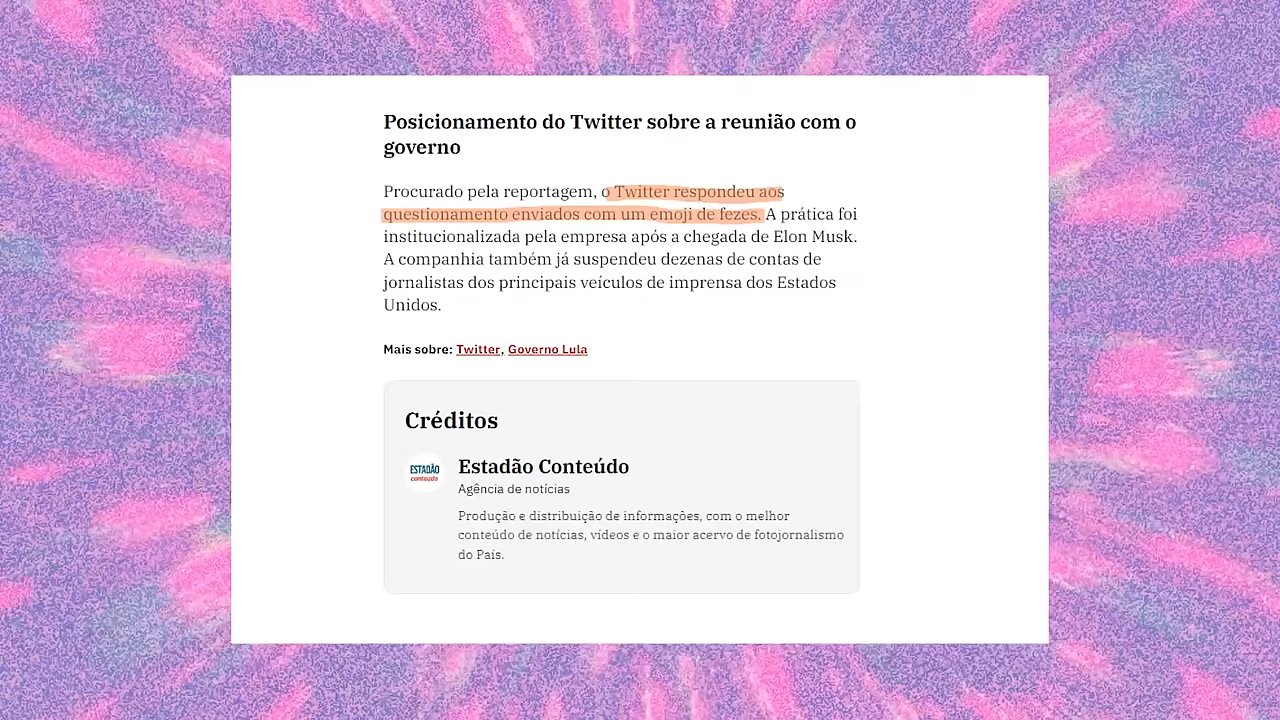 Posicionamento do Twitter sobre a reunião com o
governo
Procurado pela reportagem, o Twitter respondeu aos
questionamento enviados com um emoji de fezes. A prática foi
institucionalizada pela empresa após a chegada de Elon Musk.
A companhia também já suspendeu dezenas de contas de
jornalistas dos principais veículos de imprensa dos Estados
Unidos.
Mais sobre: Twitter, Governo Lula
Créditos
ESTADÃO
conteúdo
Estadão Conteúdo
Agência de notícias
Produção e distribuição de informações, com o melhor
conteúdo de notícias, vídeos e o maior acervo de fotojornalismo
do País.